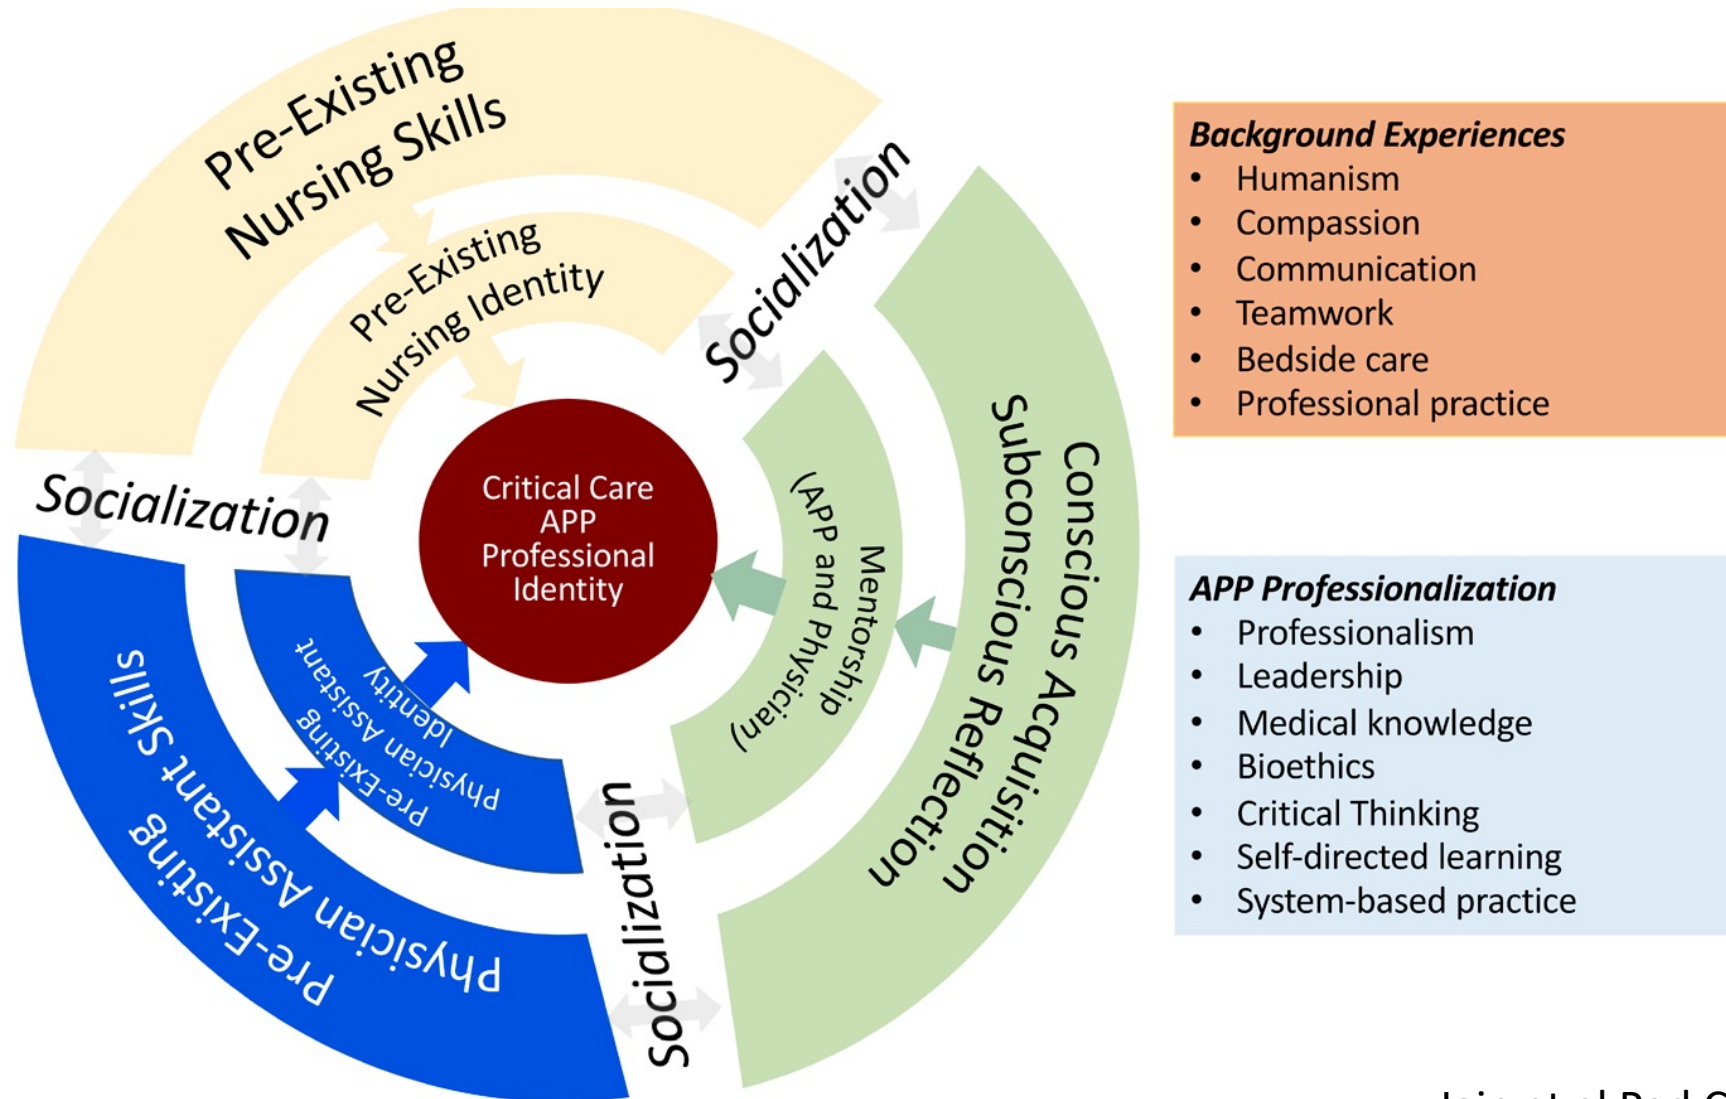 Pre-Existing
Nursing Skills
Pre-Existing
Nursing Identity
Socialization
Socialization
Critical Care
APP
Professional
Identity
Mentorship
(APP and Physician)
Conscious Acquisition
Subconscious Reflection
Pre-Existing
Physician Assistant
Identity
Pre-Existing
Physician Assistant Skills
Socialization
Background Experiences
• Humanism
• Compassion
• Communication
• Teamwork
• Bedside care
• Professional practice
APP Professionalization
• Professionalism
• Leadership
• Medical knowledge
• Bioethics
• Critical Thinking
• Self-directed learning
• System-based practice